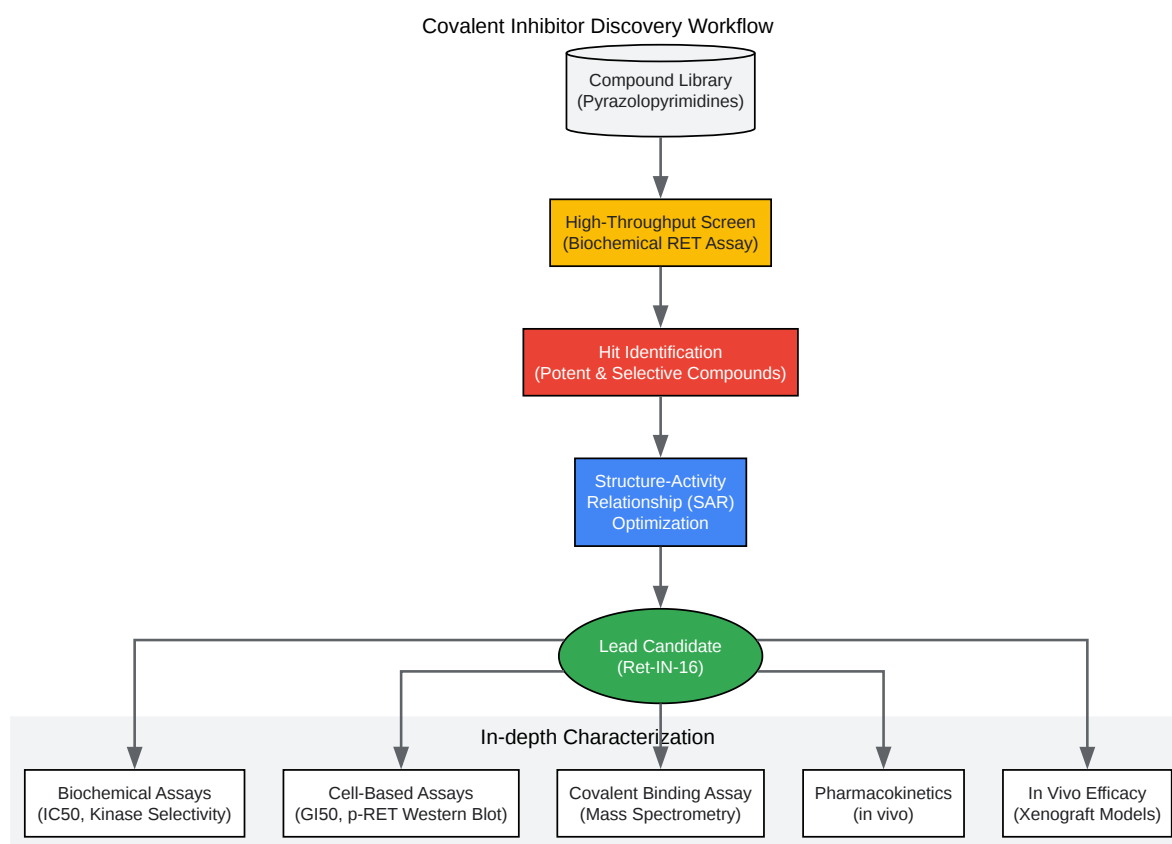 Covalent Inhibitor Discovery Workflow
Compound Library
(Pyrazolopyrimidines)
High-Throughput Screen
(Biochemical RET Assay)
Hit Identification
(Potent & Selective Compounds)
Structure-Activity
Relationship (SAR)
Optimization
Lead Candidate
(Ret-IN-16)
In-depth Characterization
Biochemical Assays
(IC50, Kinase Selectivity)
Cell-Based Assays
(GI50, p-RET Western Blot)
Covalent Binding Assay
(Mass Spectrometry)
Pharmacokinetics
(in vivo)
In Vivo Efficacy
(Xenograft Models)